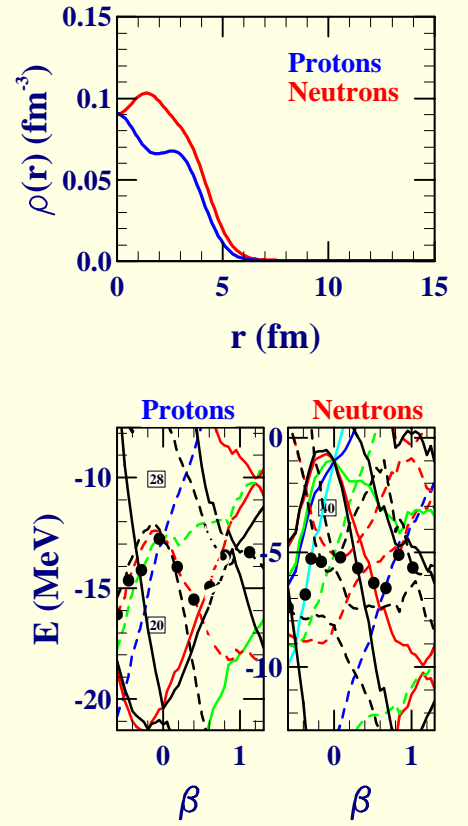 0.15
0.1
0.05
0.0
ρ(r) (fm⁻³)
Protons
Neutrons
0 5 10 15
r (fm)
Protons Neutrons
E (MeV)
-10
-15
-20
28
20
0
-5
-10
40
0 1 0 1
β β